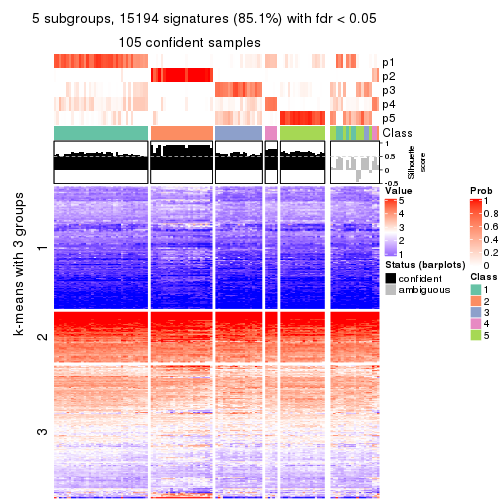 5 subgroups, 15194 signatures (85.1%) with fdr < 0.05
105 confident samples
p1
p2
p3
p4
p5
Class
1
0.5
0
-0.5
Silhouette
score
k-means with 3 groups
1
2
3
Value
5
4
3
2
1
Status (barplots)
confident
ambiguous
Prob
1
0.8
0.6
0.4
0.2
0
Class
1
2
3
4
5